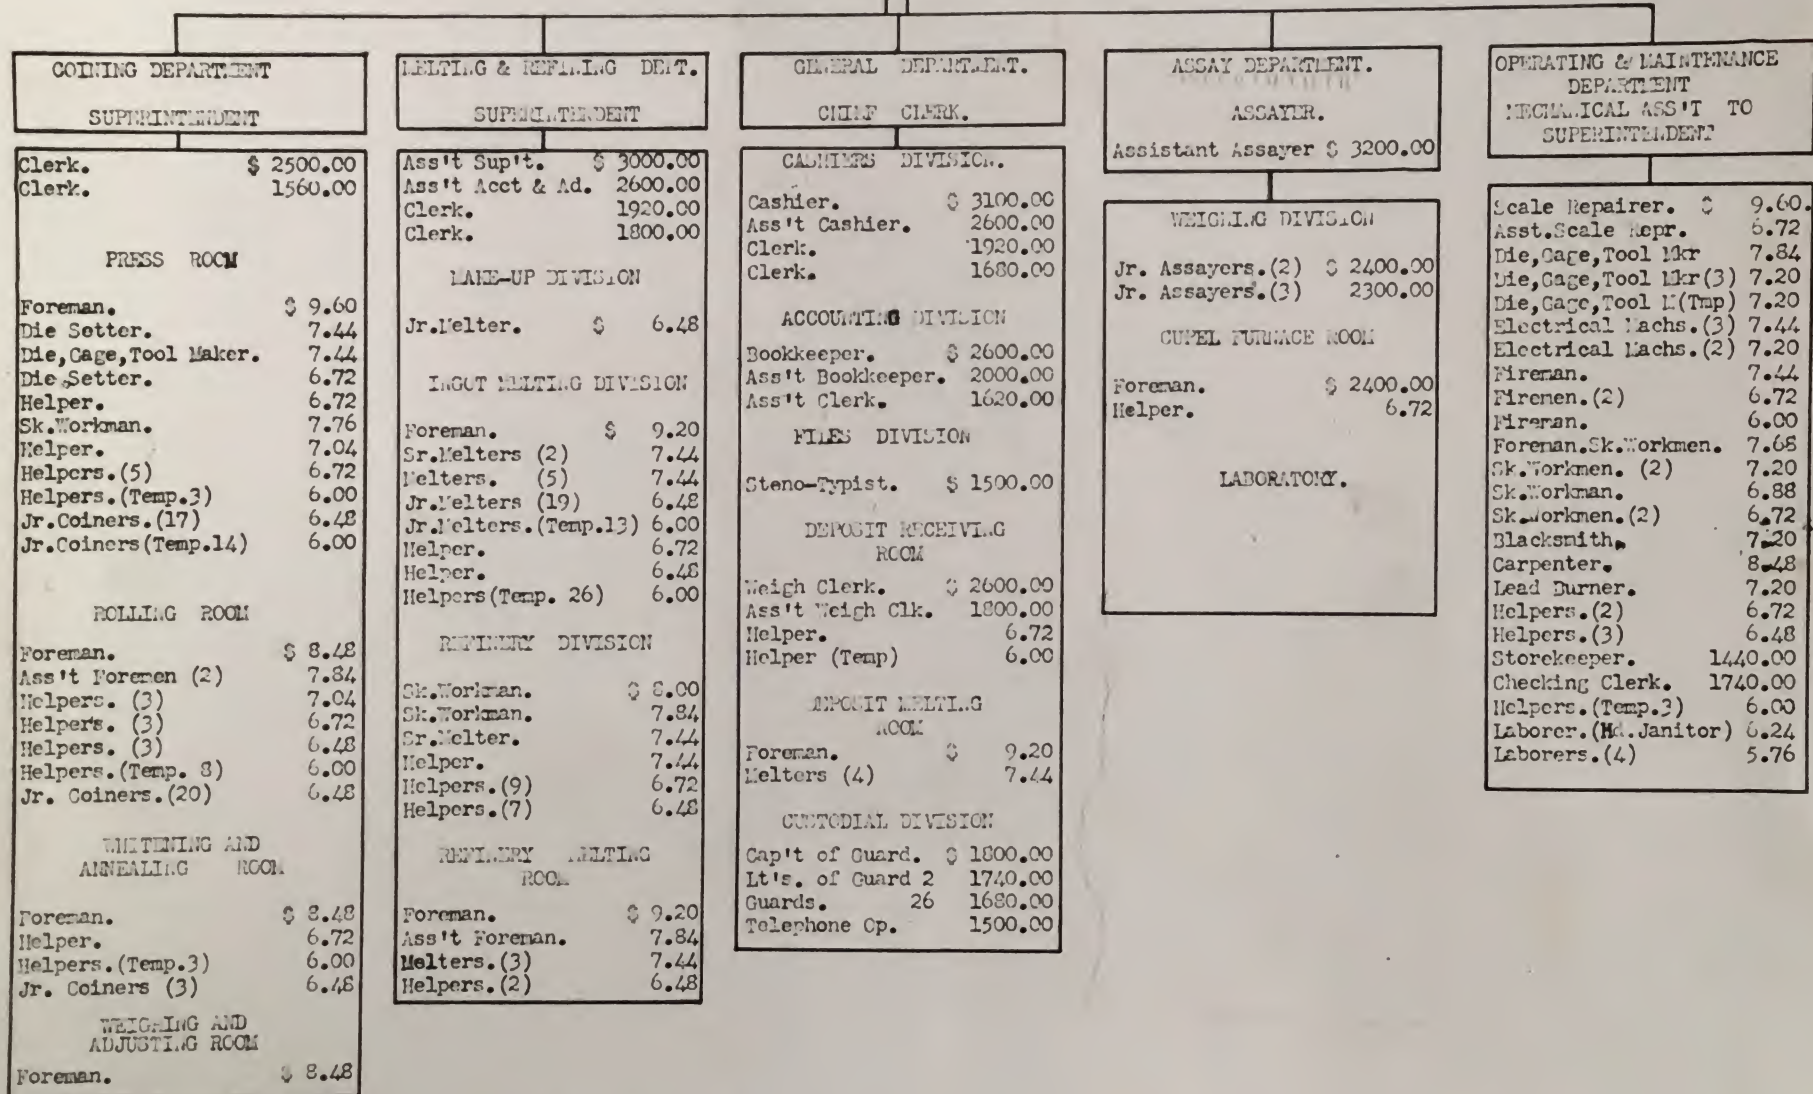 COINING DEPARTMENT
SUPERINTENDENT
Clerk. $ 2500.00
Clerk. 1560.00
PRESS ROOM
Foreman. $ 9.60
Die Setter. 7.44
Die,Gage,Tool Maker. 7.44
Die Setter. 6.72
Helper. 6.72
Sk.Workman. 7.76
Helper. 7.04
Helpers.(5) 6.72
Helpers.(Temp.3) 6.00
Jr.Coiners.(17) 6.48
Jr.Coiners(Temp.14) 6.00
ROLLING ROOM
Foreman. $ 8.48
Ass't Foremen (2) 7.84
Helpers. (3) 7.04
Helpers. (3) 6.72
Helpers. (3) 6.48
Helpers.(Temp. 8) 6.00
Jr. Coiners.(20) 6.48
WHITENING AND
ANNEALING ROOM
Foreman. $ 8.48
Helper. 6.72
Helpers.(Temp.3) 6.00
Jr. Coiners (3) 6.48
WEIGHING AND
ADJUSTING ROOM
Foreman. $ 8.48
MELTING & REFINING DEPT.
SUPERINTENDENT
Ass't Sup't. $ 3000.00
Ass't Acct & Ad. 2600.00
Clerk. 1920.00
Clerk. 1800.00
MAKE-UP DIVISION
Jr.Melter. $ 6.48
INGOT MELTING DIVISION
Foreman. $ 9.20
Sr.Melters (2) 7.44
Melters. (5) 7.44
Jr.Melters (19) 6.48
Jr.Melters.(Temp.13) 6.00
Helper. 6.72
Helper. 6.48
Helpers(Temp. 26) 6.00
REFINERY DIVISION
Sk.Workman. $ 8.00
Sk.Workman. 7.84
Sr.Melter. 7.44
Helper. 7.44
Helpers.(9) 6.72
Helpers.(7) 6.48
REFINERY MELTING
ROOM
Foreman. $ 9.20
Ass't Foreman. 7.84
Melters.(3) 7.44
Helpers.(2) 6.48
GENERAL DEPARTMENT.
CHIEF CLERK.
CASHIERS DIVISION.
Cashier. $ 3100.00
Ass't Cashier. 2600.00
Clerk. 1920.00
Clerk. 1680.00
ACCOUNTING DIVISION
Bookkeeper. $ 2600.00
Ass't Bookkeeper. 2000.00
Ass't Clerk. 1620.00
FILES DIVISION
Steno-Typist. $ 1500.00
DEPOSIT RECEIVING
ROOM
Weigh Clerk. $ 2600.00
Ass't Weigh Clk. 1800.00
Helper. 6.72
Helper (Temp) 6.00
DEPOSIT MELTING
ROOM
Foreman. $ 9.20
Melters (4) 7.44
CUSTODIAL DIVISION
Cap't of Guard. $ 1800.00
Lt's. of Guard 2 1740.00
Guards. 26 1680.00
Telephone Op. 1500.00
ASSAY DEPARTMENT.
ASSAYER.
Assistant Assayer $ 3200.00
WEIGHING DIVISION
Jr. Assayers.(2) $ 2400.00
Jr. Assayers.(3) 2300.00
CUPEL FURNACE ROOM
Foreman. $ 2400.00
Helper. 6.72
LABORATORY.
OPERATING & MAINTENANCE
DEPARTMENT
MECHANICAL ASS'T TO
SUPERINTENDENT
Scale Repairer. $ 9.60.
Asst.Scale Repr. 6.72
Die,Gage,Tool Mkr 7.84
Die,Gage,Tool Mkr(3) 7.20
Die,Gage,Tool M(Tmp) 7.20
Electrical Machs.(3) 7.44
Electrical Machs.(2) 7.20
Fireman. 7.44
Firemen.(2) 6.72
Fireman. 6.00
Foreman.Sk.Workmen. 7.68
Sk.Workmen. (2) 7.20
Sk.Workman. 6.88
Sk.Workmen.(2) 6.72
Blacksmith. 7.20
Carpenter. 8.48
Lead Burner. 7.20
Helpers.(2) 6.72
Helpers.(3) 6.48
Storekeeper. 1440.00
Checking Clerk. 1740.00
Helpers.(Temp.3) 6.00
Laborer.(Hd.Janitor) 6.24
Laborers.(4) 5.76